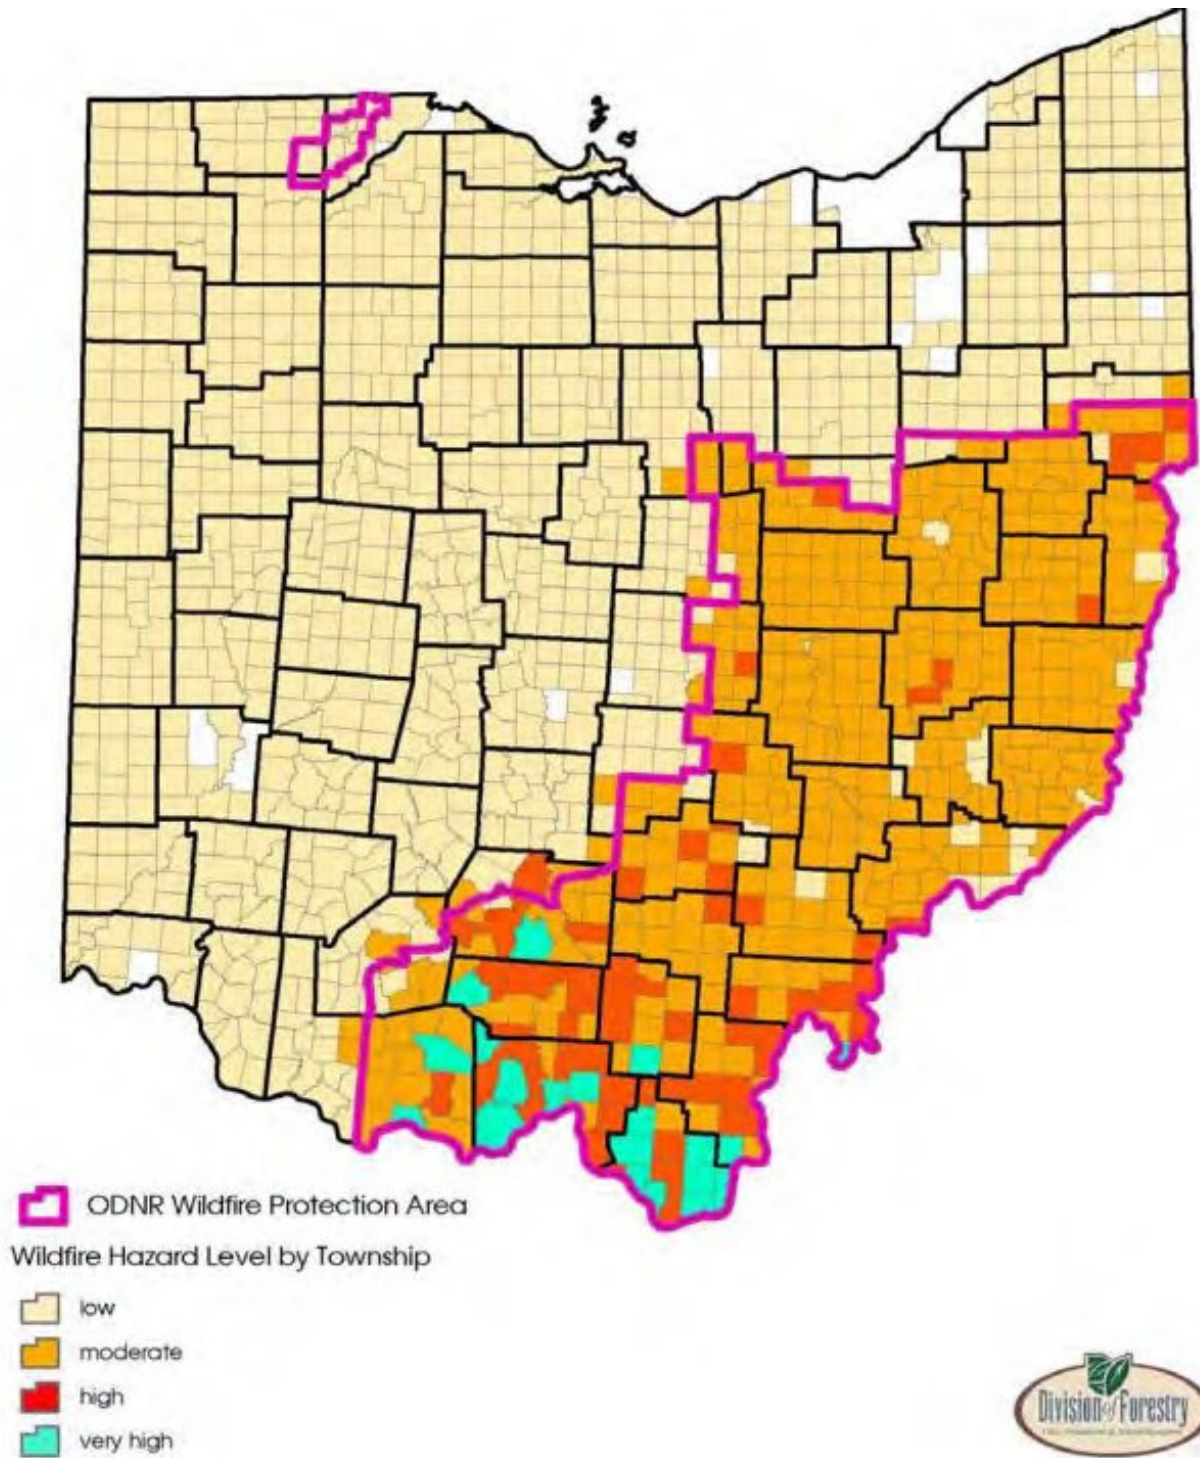 ODNR Wildfire Protection Area
Wildfire Hazard Level by Township
low
moderate
high
very high
Division of Forestry